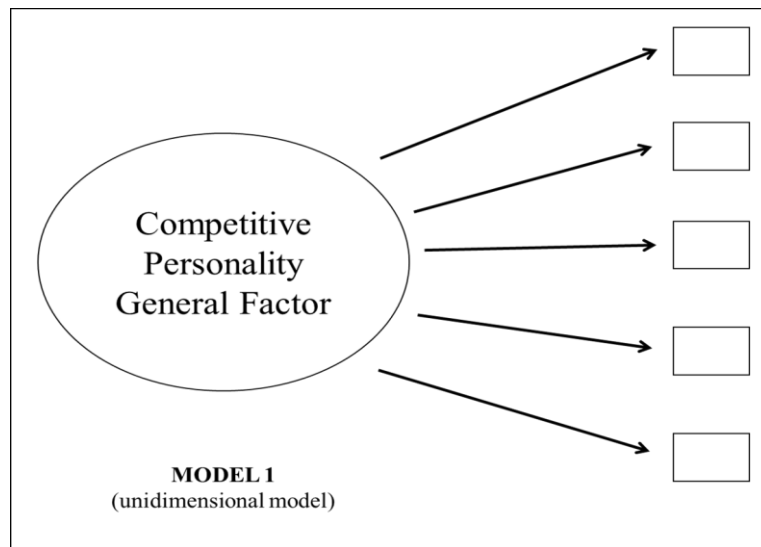 Competitive
Personality
General Factor
MODEL 1
(unidimensional model)